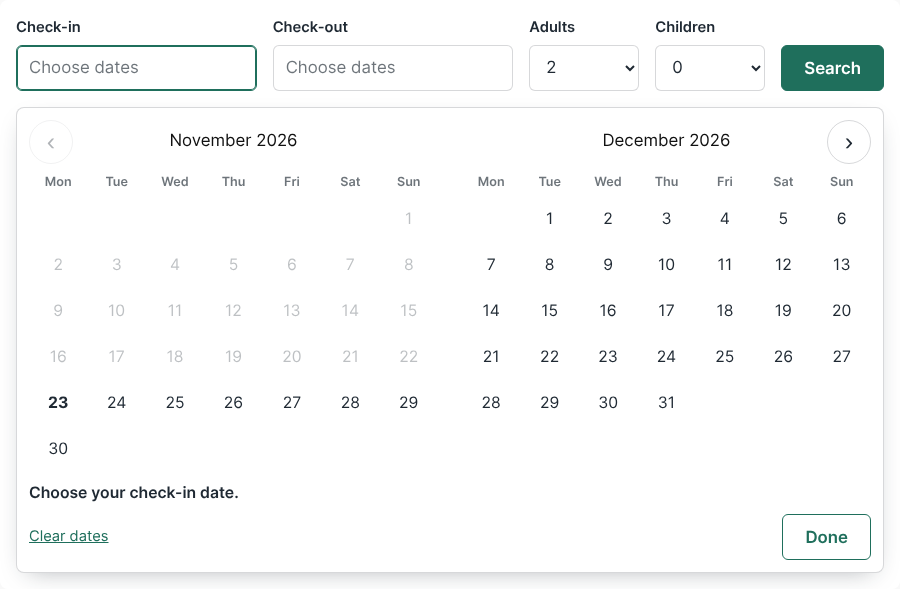 Check-in Check-out Adults Children
Choose dates Choose dates 2 0 Search
November 2026 December 2026
Mon Tue Wed Thu Fri Sat Sun Mon Tue Wed Thu Fri Sat Sun
1 1 2 3 4 5 6
2 3 4 5 6 7 8 7 8 9 10 11 12 13
9 10 11 12 13 14 15 14 15 16 17 18 19 20
16 17 18 19 20 21 22 21 22 23 24 25 26 27
23 24 25 26 27 28 29 28 29 30 31
30
Choose your check-in date.
Clear dates Done